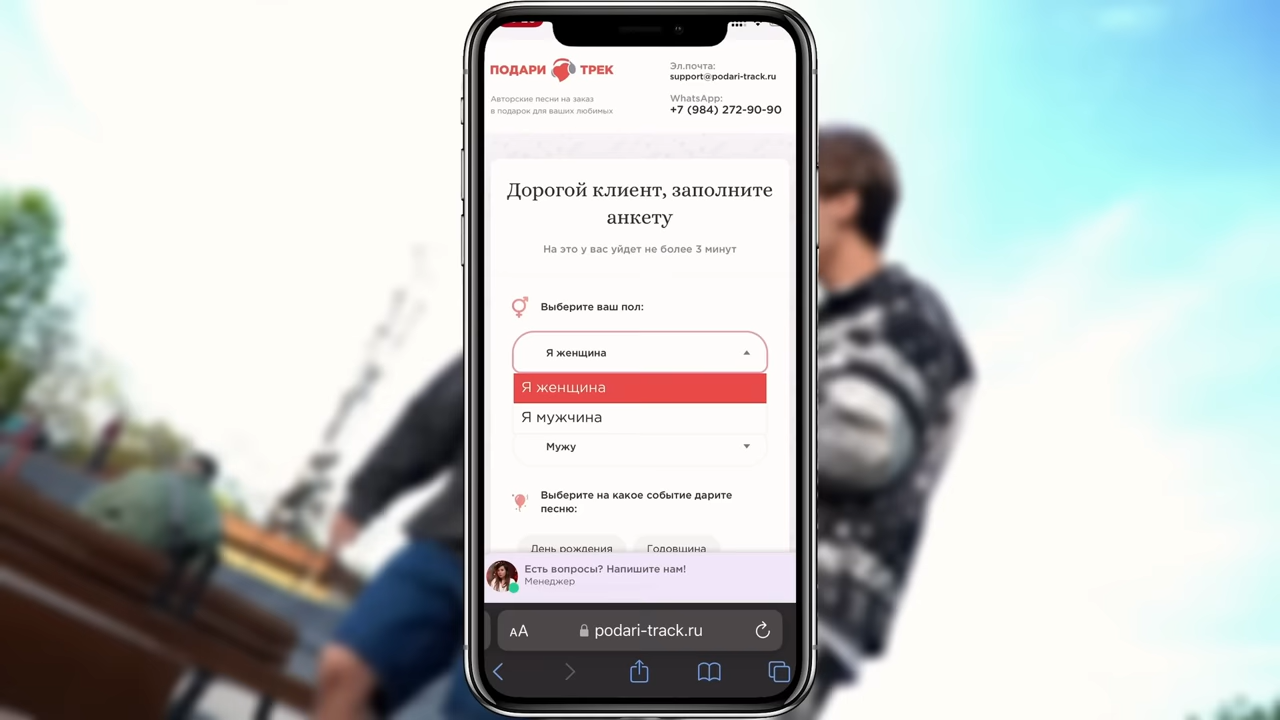 ПОДАРИ ТРЕК
Эл.почта:
support@podari-track.ru
Авторские песни на заказ
в подарок для ваших любимых
WhatsApp:
+7 (984) 272-90-90
Дорогой клиент, заполните
анкету
На это у вас уйдет не более 3 минут
Выберите ваш пол:
Я женщина
Я женщина
Я мужчина
Мужу
Выберите на какое событие дарите
песню:
День рождения
Годовщина
Есть вопросы? Напишите нам!
Менеджер
AA
podari-track.ru